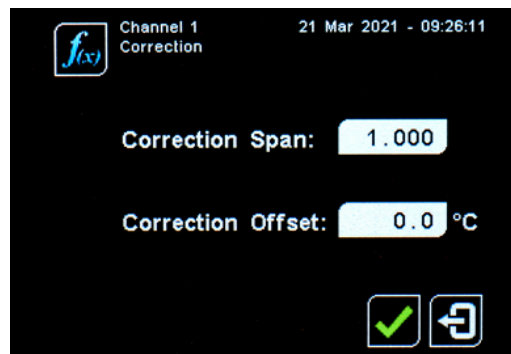 f(x)
Channel 1
21 Mar 2021 - 09:26:11
Correction
Correction Span: 1.000
Correction Offset: 0.0 °C